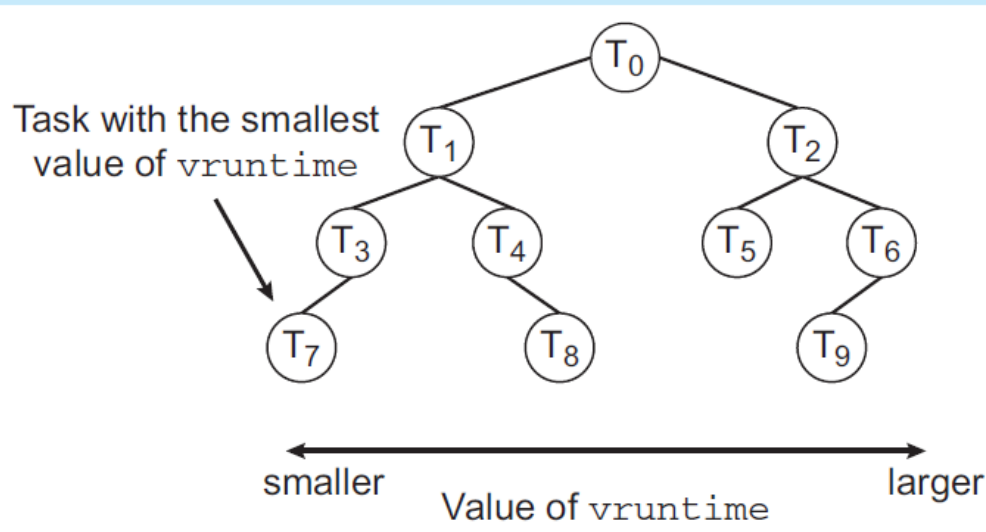 T0
Task with the smallest
value of vruntime
T1
T2
T3
T4
T5
T6
T7
T8
T9
smaller
larger
Value of vruntime